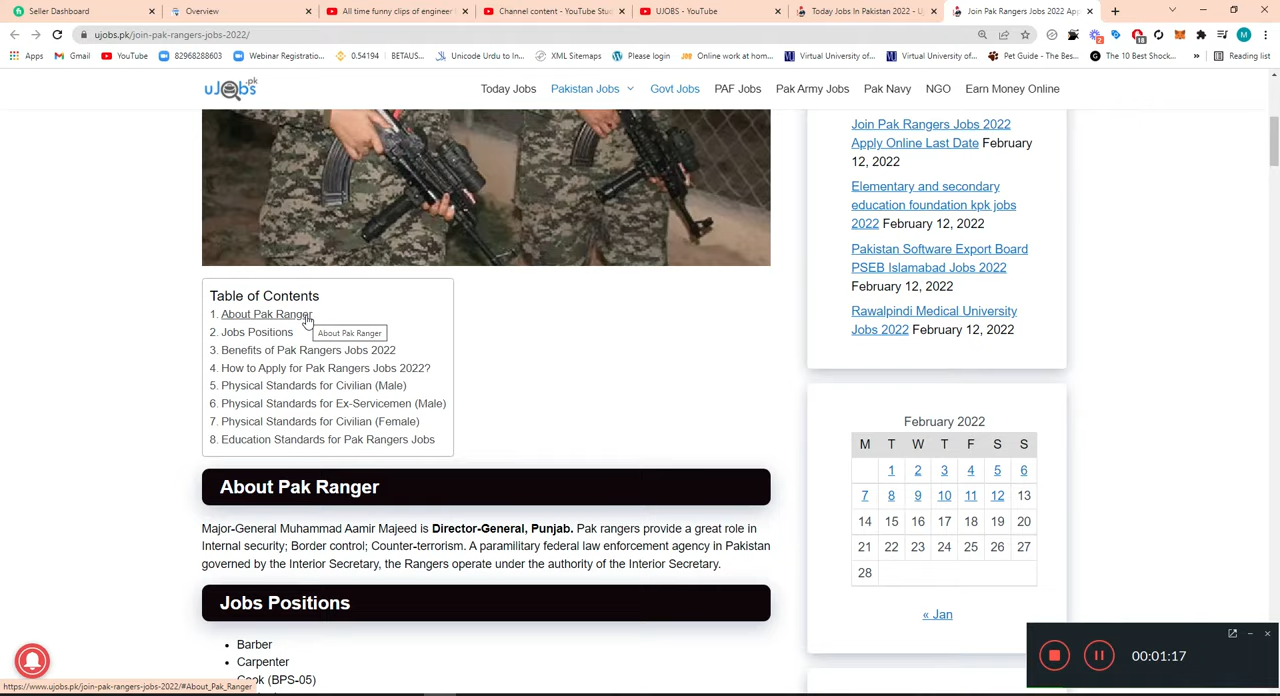 Seller Dashboard
Overview
All time funny clips of engineer
Channel content - YouTube Stu
UJOBS - YouTube
Today Jobs In Pakistan 2022 - U
Join Pak Rangers Jobs 2022 App
ujobs.pk/join-pak-rangers-jobs-2022/
Apps
Gmail
YouTube
82968288603
Webinar Registratio...
0.54194 | BETAUS...
Unicode Urdu to In...
XML Sitemaps
Please login
Online work at hom...
Virtual University of...
Virtual University of...
Pet Guide - The Bes...
The 10 Best Shock...
Reading list
uJobs.pk
Today Jobs
Pakistan Jobs
Govt Jobs
PAF Jobs
Pak Army Jobs
Pak Navy
NGO
Earn Money Online
Join Pak Rangers Jobs 2022
Apply Online Last Date February
12, 2022
Elementary and secondary
education foundation kpk jobs
2022 February 12, 2022
Pakistan Software Export Board
PSEB Islamabad Jobs 2022
February 12, 2022
Rawalpindi Medical University
Jobs 2022 February 12, 2022
Table of Contents
1. About Pak Ranger
About Pak Ranger
2. Jobs Positions
3. Benefits of Pak Rangers Jobs 2022
4. How to Apply for Pak Rangers Jobs 2022?
5. Physical Standards for Civilian (Male)
6. Physical Standards for Ex-Servicemen (Male)
7. Physical Standards for Civilian (Female)
8. Education Standards for Pak Rangers Jobs
About Pak Ranger
Major-General Muhammad Aamir Majeed is Director-General, Punjab. Pak rangers provide a great role in
Internal security; Border control; Counter-terrorism. A paramilitary federal law enforcement agency in Pakistan
governed by the Interior Secretary, the Rangers operate under the authority of the Interior Secretary.
Jobs Positions
Barber
Carpenter
Cook (BPS-05)
February 2022
M T W T F S S
1 2 3 4 5 6
7 8 9 10 11 12 13
14 15 16 17 18 19 20
21 22 23 24 25 26 27
28
« Jan
00:01:17
https://www.ujobs.pk/join-pak-rangers-jobs-2022/#About_Pak_Ranger